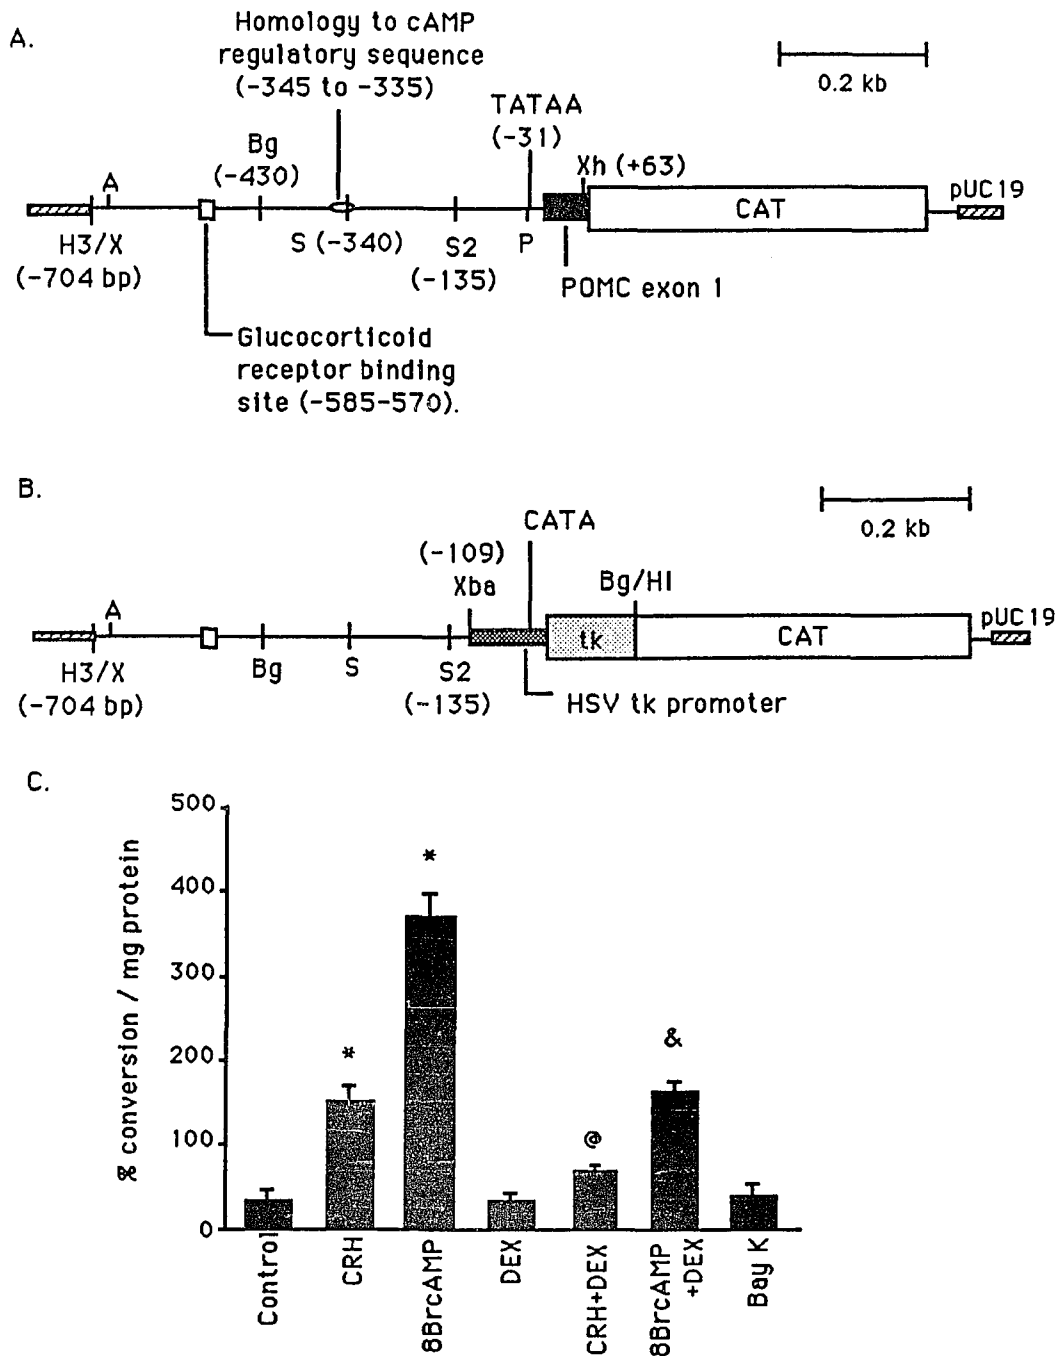 A.
Homology to cAMP
regulatory sequence
(-345 to -335)
0.2 kb
TATAA
(-31)
Bg
(-430)
A
Xh (+63)
pUC19
CAT
H3/X
(-704 bp)
S (-340)
S2
(-135)
P
POMC exon 1
Glucocorticoid
receptor binding
site (-585-570).
B.
0.2 kb
CATA
(-109)
Xba
Bg/HI
A
pUC19
tk
CAT
H3/X
(-704 bp)
Bg
S
S2
(-135)
HSV tk promoter
C.
% conversion / mg protein
500
400
300
200
100
0
*
*
@
&
Control
CRH
8BrcAMP
DEX
CRH+DEX
8BrcAMP
+DEX
Bay K